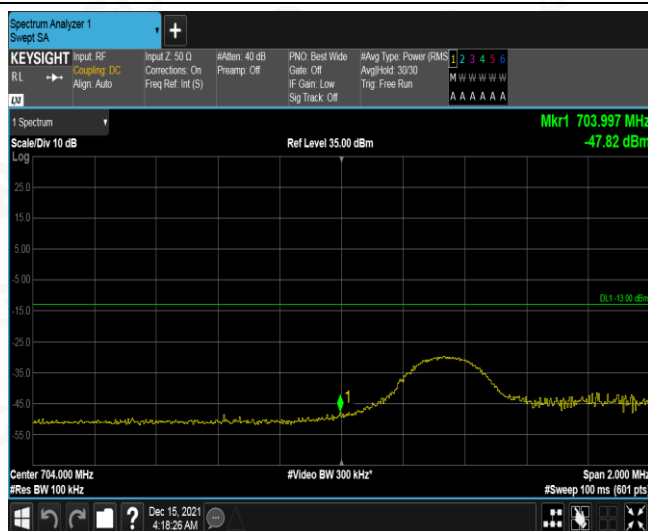 Spectrum Analyzer 1
Swept SA
KEYSIGHT
RL
Input: RF
Coupling: DC
Align: Auto
Input Z: 50 Ω
Corrections: On
Freq Ref: Int (S)
#Atten: 40 dB
Preamp: Off
PNO: Best Wide
Gate: Off
IF Gain: Low
Sig Track: Off
#Avg Type: Power (RMS
Avg|Hold: 30/30
Trig: Free Run
1 2 3 4 5 6
M W W W W W
A A A A A A
LXI
1 Spectrum
Scale/Div 10 dB
Ref Level 35.00 dBm
Mkr1 703.997 MHz
-47.82 dBm
Log
25.0
15.0
5.00
-5.00
-15.0
-25.0
-35.0
-45.0
-55.0
DL1 -13.00 dBm
1
Center 704.000 MHz
#Video BW 300 kHz*
Span 2.000 MHz
#Res BW 100 kHz
#Sweep 100 ms (601 pts)
?
Dec 15, 2021
4:18:26 AM